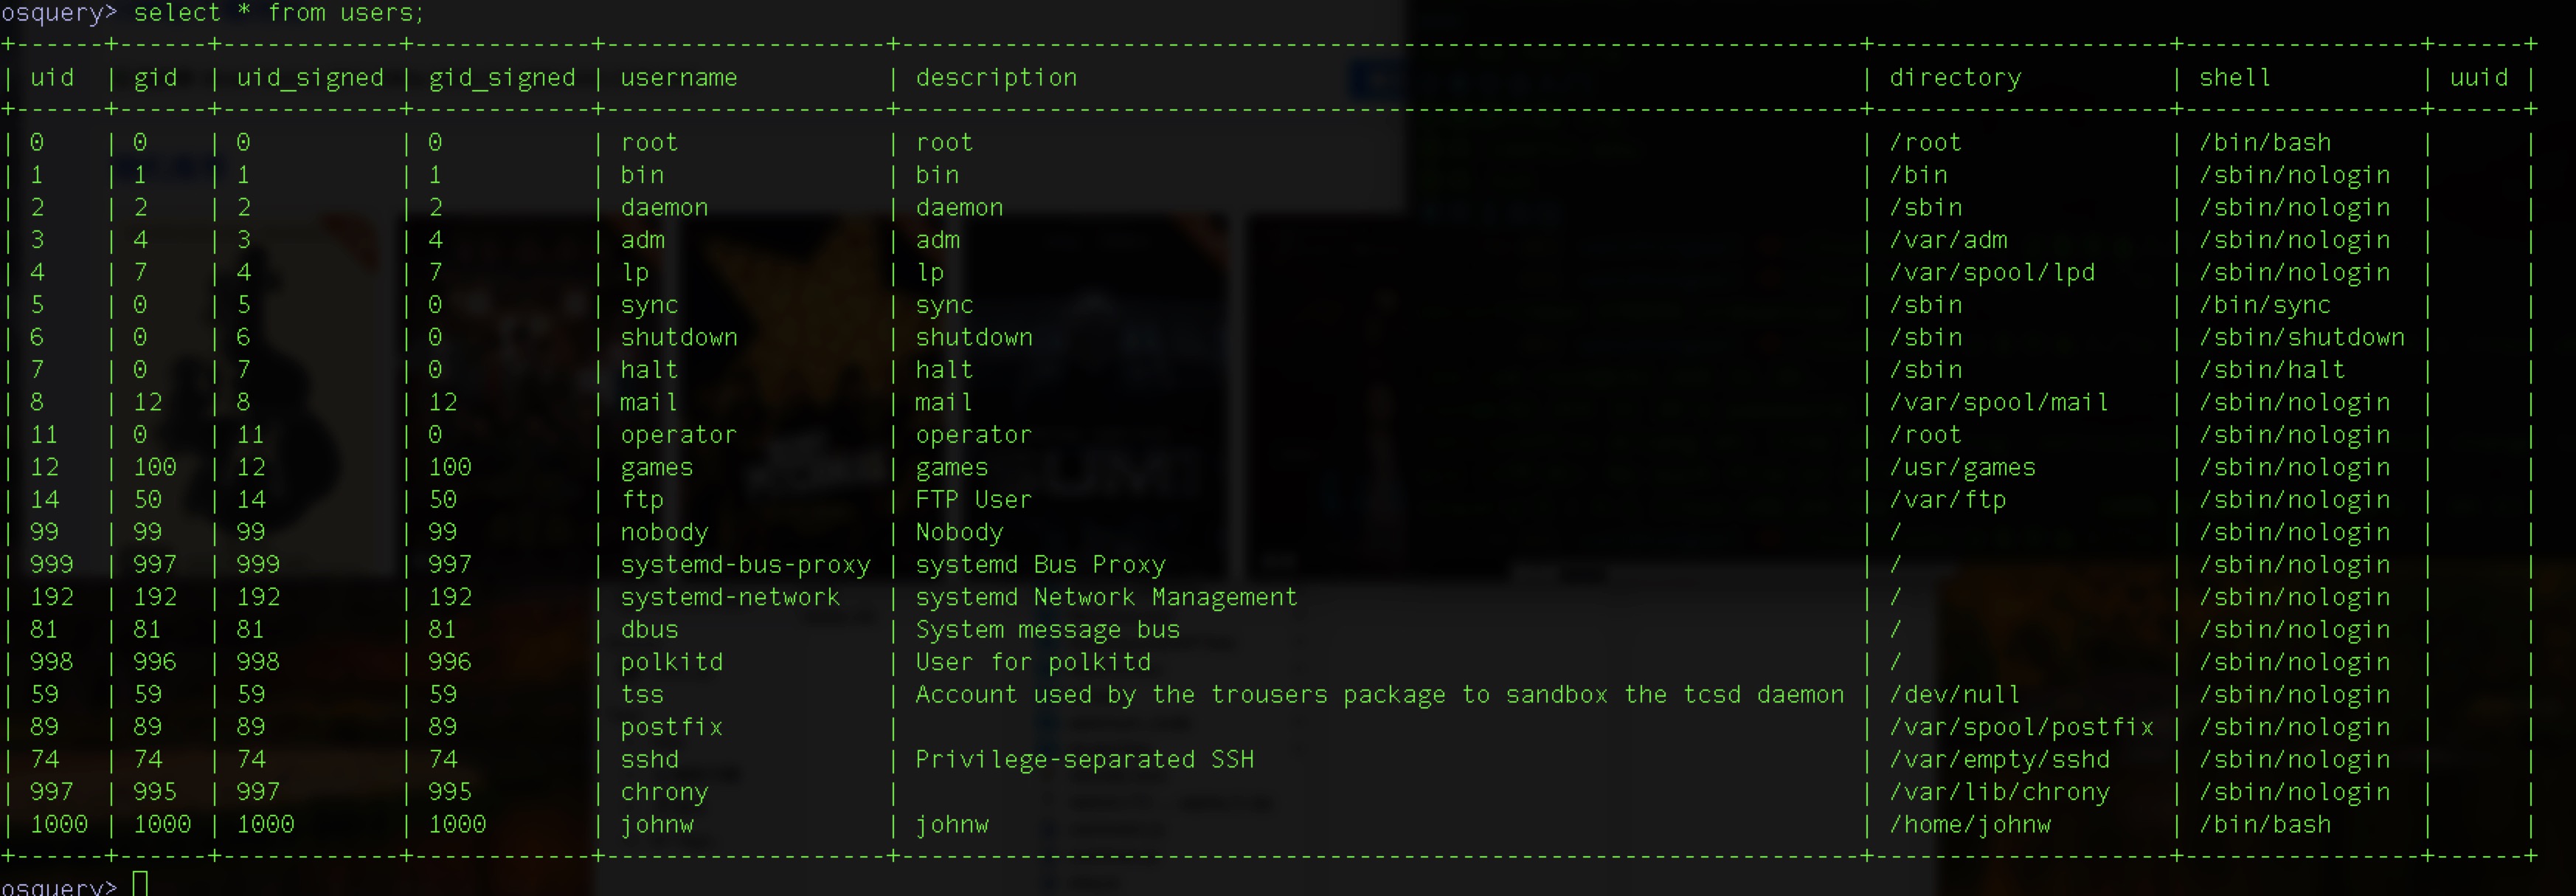 osquery> select * from users;
+------+------+------------+------------+-------------------+-----------------------------------------------------------------+--------------------+----------------+------+
| uid  | gid  | uid_signed | gid_signed | username          | description                                                     | directory          | shell          | uuid |
+------+------+------------+------------+-------------------+-----------------------------------------------------------------+--------------------+----------------+------+
| 0    | 0    | 0          | 0          | root              | root                                                            | /root              | /bin/bash      |      |
| 1    | 1    | 1          | 1          | bin               | bin                                                             | /bin               | /sbin/nologin  |      |
| 2    | 2    | 2          | 2          | daemon            | daemon                                                          | /sbin              | /sbin/nologin  |      |
| 3    | 4    | 3          | 4          | adm               | adm                                                             | /var/adm           | /sbin/nologin  |      |
| 4    | 7    | 4          | 7          | lp                | lp                                                              | /var/spool/lpd     | /sbin/nologin  |      |
| 5    | 0    | 5          | 0          | sync              | sync                                                            | /sbin              | /bin/sync      |      |
| 6    | 0    | 6          | 0          | shutdown          | shutdown                                                        | /sbin              | /sbin/shutdown |      |
| 7    | 0    | 7          | 0          | halt              | halt                                                            | /sbin              | /sbin/halt     |      |
| 8    | 12   | 8          | 12         | mail              | mail                                                            | /var/spool/mail    | /sbin/nologin  |      |
| 11   | 0    | 11         | 0          | operator          | operator                                                        | /root              | /sbin/nologin  |      |
| 12   | 100  | 12         | 100        | games             | games                                                           | /usr/games         | /sbin/nologin  |      |
| 14   | 50   | 14         | 50         | ftp               | FTP User                                                        | /var/ftp           | /sbin/nologin  |      |
| 99   | 99   | 99         | 99         | nobody            | Nobody                                                          | /                  | /sbin/nologin  |      |
| 999  | 997  | 999        | 997        | systemd-bus-proxy | systemd Bus Proxy                                               | /                  | /sbin/nologin  |      |
| 192  | 192  | 192        | 192        | systemd-network   | systemd Network Management                                      | /                  | /sbin/nologin  |      |
| 81   | 81   | 81         | 81         | dbus              | System message bus                                              | /                  | /sbin/nologin  |      |
| 998  | 996  | 998        | 996        | polkitd           | User for polkitd                                                | /                  | /sbin/nologin  |      |
| 59   | 59   | 59         | 59         | tss               | Account used by the trousers package to sandbox the tcsd daemon | /dev/null          | /sbin/nologin  |      |
| 89   | 89   | 89         | 89         | postfix           |                                                                 | /var/spool/postfix | /sbin/nologin  |      |
| 74   | 74   | 74         | 74         | sshd              | Privilege-separated SSH                                         | /var/empty/sshd    | /sbin/nologin  |      |
| 997  | 995  | 997        | 995        | chrony            |                                                                 | /var/lib/chrony    | /sbin/nologin  |      |
| 1000 | 1000 | 1000       | 1000       | johnw             | johnw                                                           | /home/johnw        | /bin/bash      |      |
+------+------+------------+------------+-------------------+-----------------------------------------------------------------+--------------------+----------------+------+
osquery>